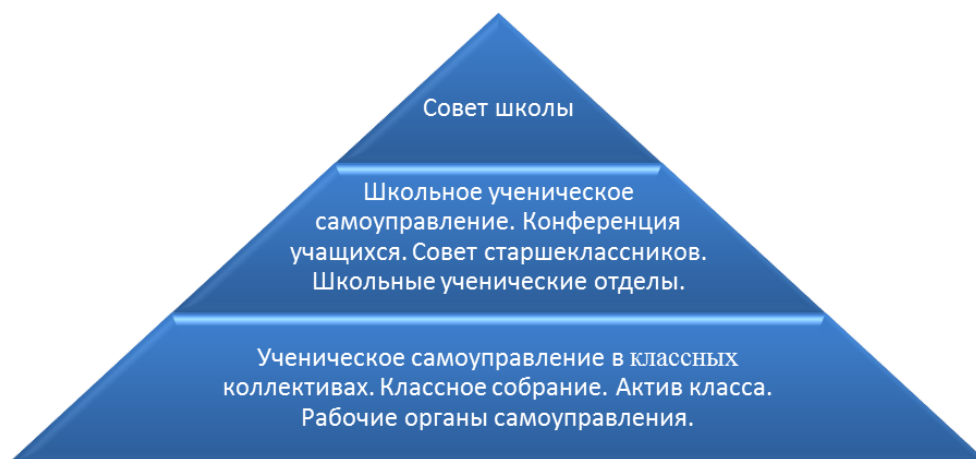 Совет школы
Школьное ученическое
самоуправление. Конференция
учащихся. Совет старшеклассников.
Школьные ученические отделы.
Ученическое самоуправление в классных
коллективах. Классное собрание. Актив класса.
Рабочие органы самоуправления.